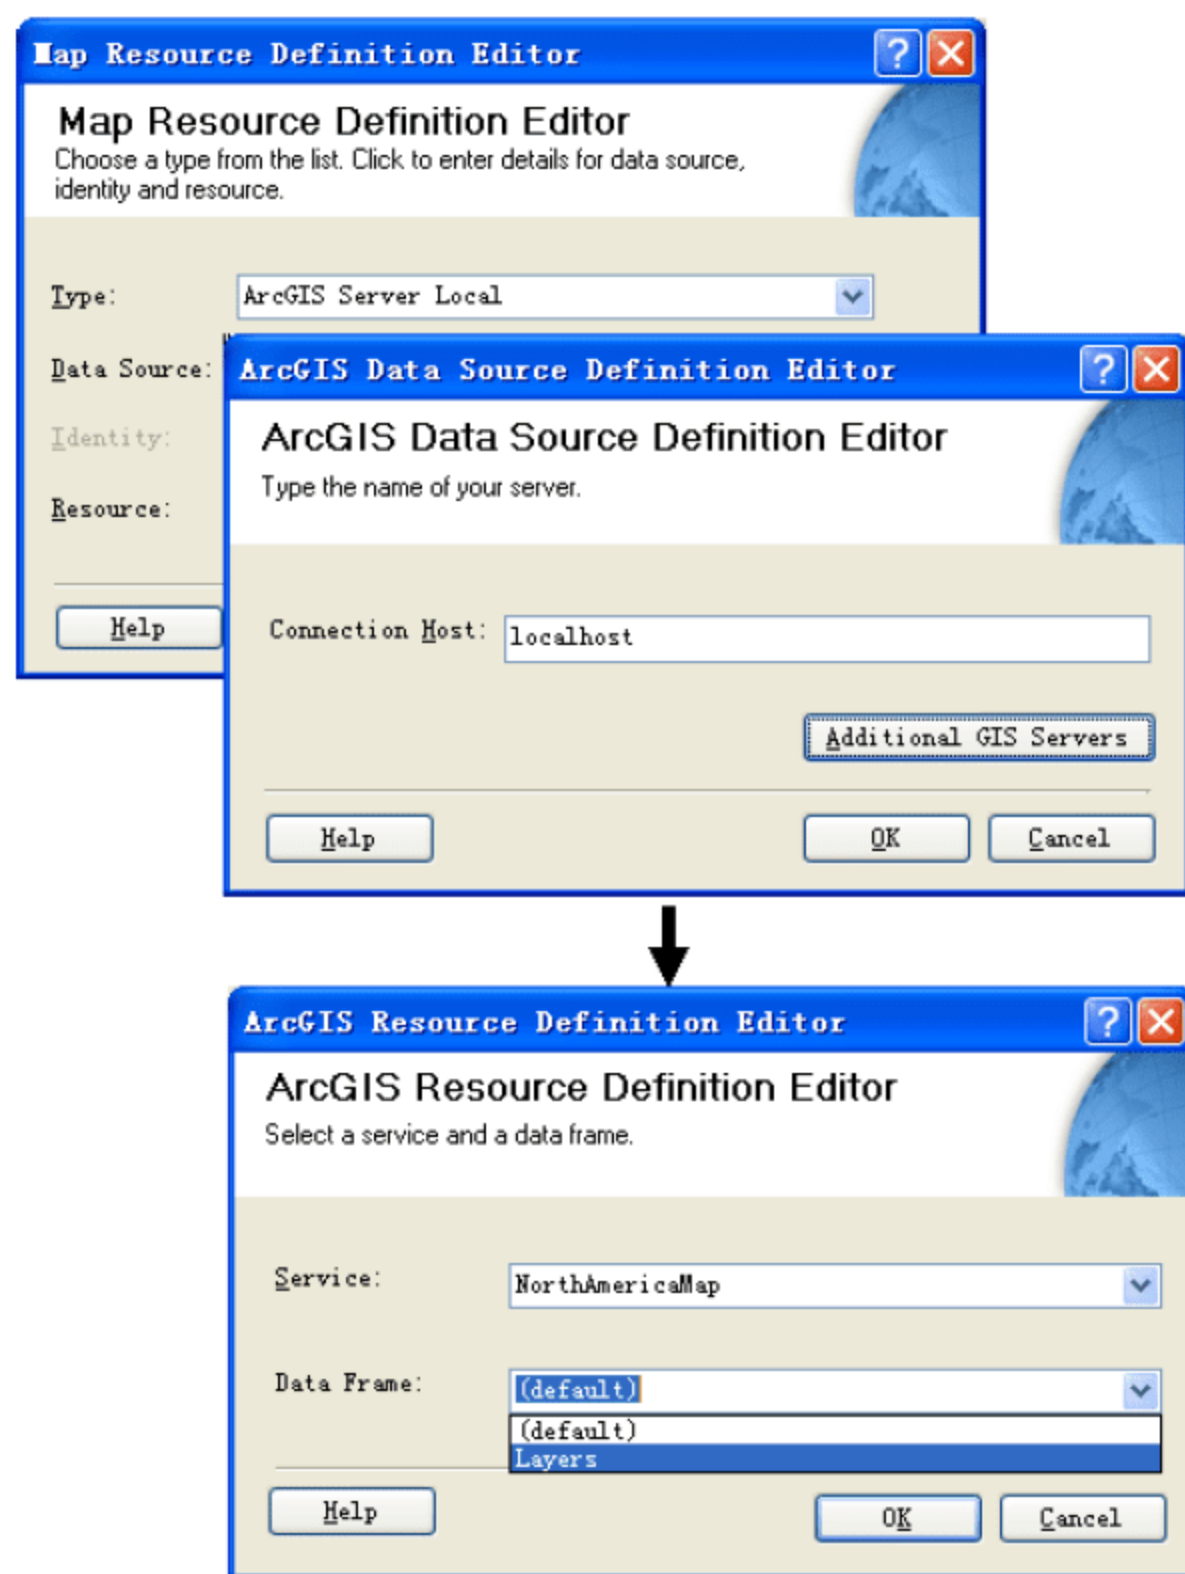 Map Resource Definition Editor
Map Resource Definition Editor
Choose a type from the list. Click to enter details for data source,
identity and resource.
Type: ArcGIS Server Local
Data Source:
Identity:
Resource:
Help
ArcGIS Data Source Definition Editor
ArcGIS Data Source Definition Editor
Type the name of your server.
Connection Host: localhost
Additional GIS Servers
Help OK Cancel
ArcGIS Resource Definition Editor
ArcGIS Resource Definition Editor
Select a service and a data frame.
Service: NorthAmericaMap
Data Frame: (default)
(default)
Layers
Help OK Cancel